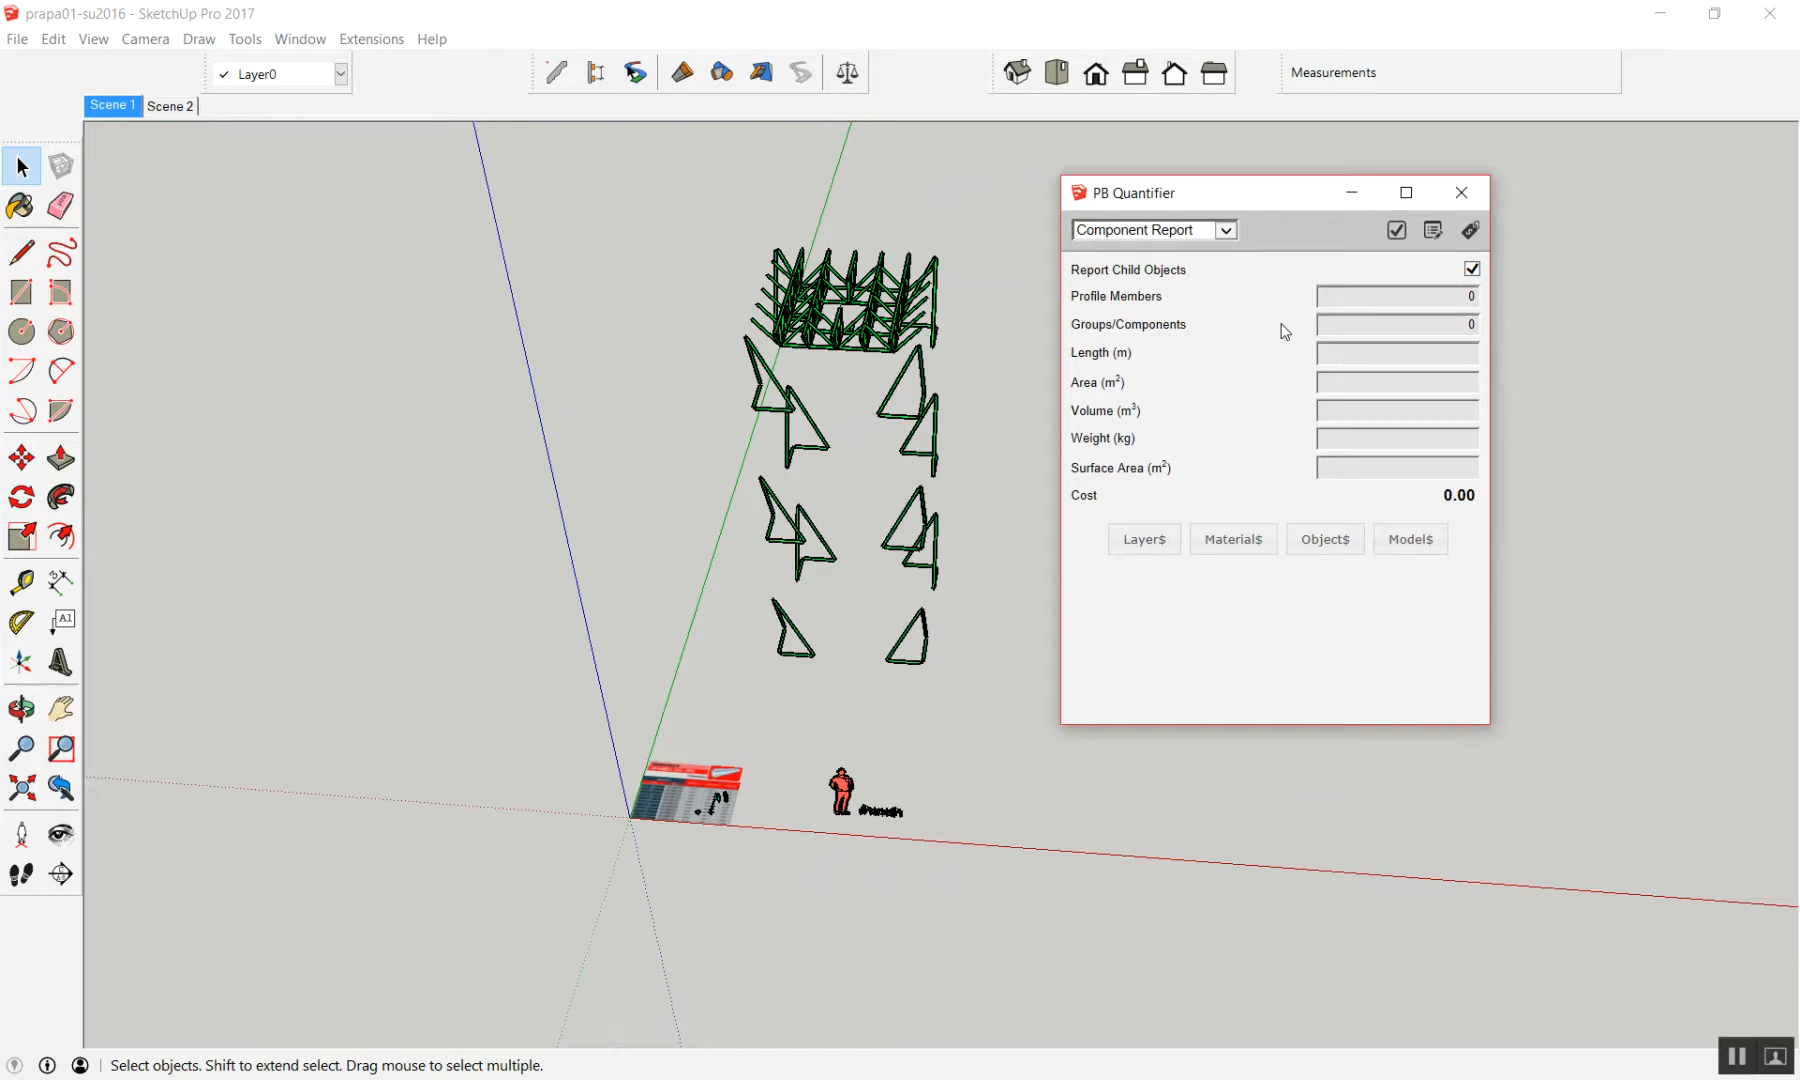 prapa01-su2016 - SketchUp Pro 2017
File Edit View Camera Draw Tools Window Extensions Help
Layer0
Measurements
Scene 1 Scene 2
PB Quantifier
Component Report
Report Child Objects
Profile Members 0
Groups/Components 0
Length (m)
Area (m²)
Volume (m³)
Weight (kg)
Surface Area (m²)
Cost 0.00
Layer$ Material$ Object$ Model$
A1
Select objects. Shift to extend select. Drag mouse to select multiple.